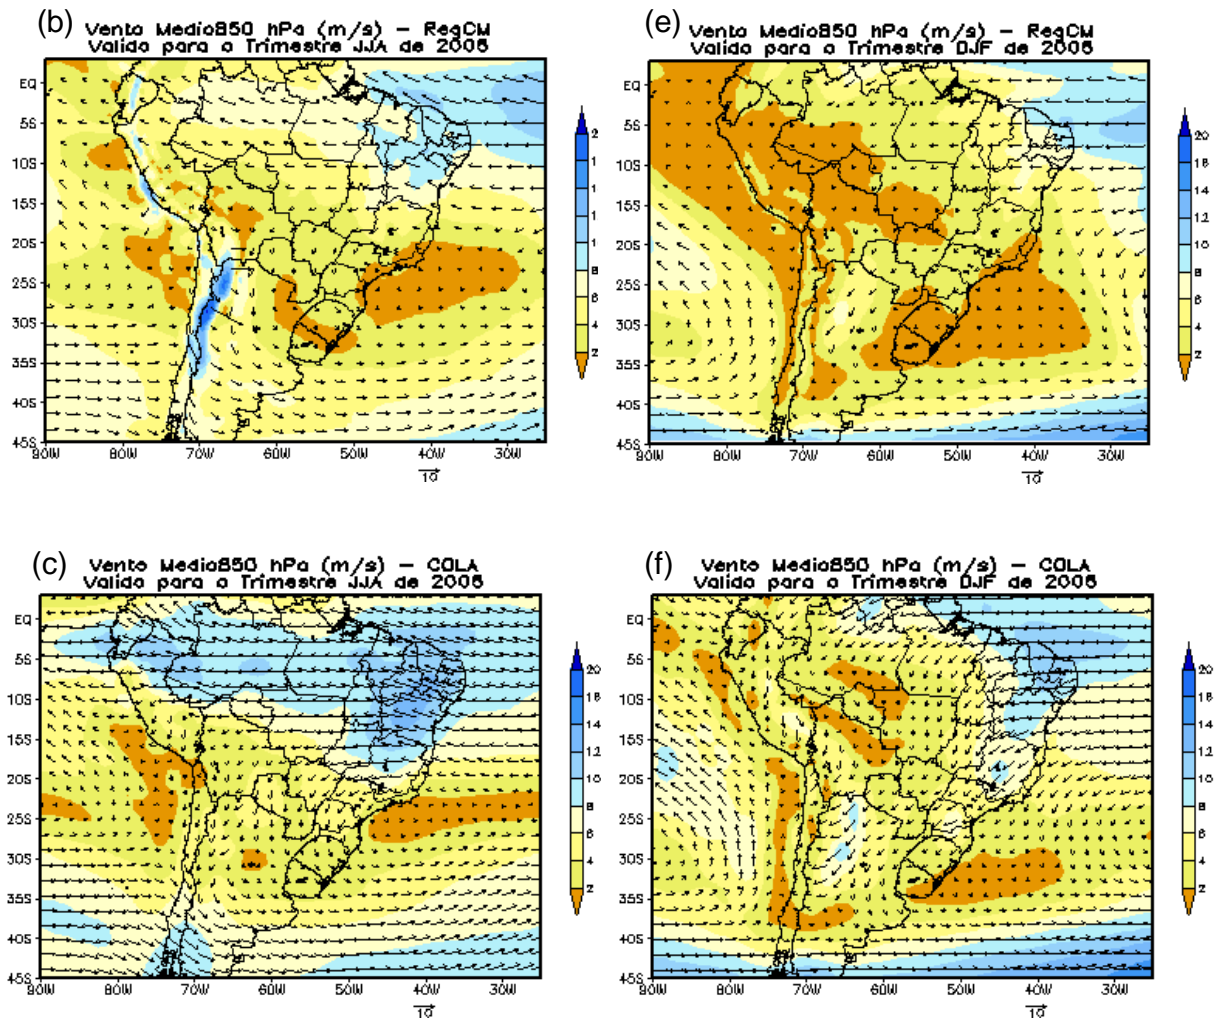 (b)
Vento Medio850 hPa (m/s) – RegCM
Valido para o Trimestre JJA de 2006
EQ
5S
10S
15S
20S
25S
30S
35S
40S
45S
90W 80W 70W 60W 50W 40W 30W
10
2
1
1
1
1
8
6
4
2
(e)
Vento Medio850 hPa (m/s) – RegCM
Valido para o Trimestre DJF de 2006
EQ
5S
10S
15S
20S
25S
30S
35S
40S
45S
90W 80W 70W 60W 50W 40W 30W
10
20
18
16
14
12
10
8
6
4
2
(c)
Vento Medio850 hPa (m/s) – COLA
Valido para o Trimestre JJA de 2006
EQ
5S
10S
15S
20S
25S
30S
35S
40S
45S
90W 80W 70W 60W 50W 40W 30W
10
20
18
14
12
10
8
6
4
2
(f)
Vento Medio850 hPa (m/s) – COLA
Valido para o Trimestre DJF de 2006
EQ
5S
10S
15S
20S
25S
30S
35S
40S
45S
90W 80W 70W 60W 50W 40W 30W
10
20
18
14
12
10
8
6
4
2